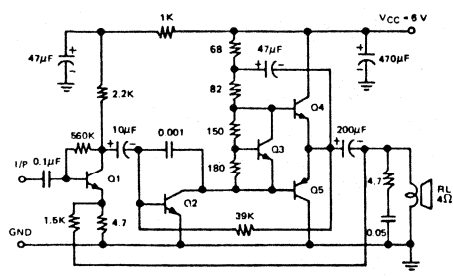 1K
VCC = 6 V
68
47µF
+
-
47µF
+
-
+
-
470µF
82
2.2K
Q4
560K
10µF
+
-
0.001
150
Q3
200µF
+
-
I/P
0.1µF
Q1
180
Q5
4.7
RL
4Ω
Q2
1.5K
4.7
39K
0.05
GND